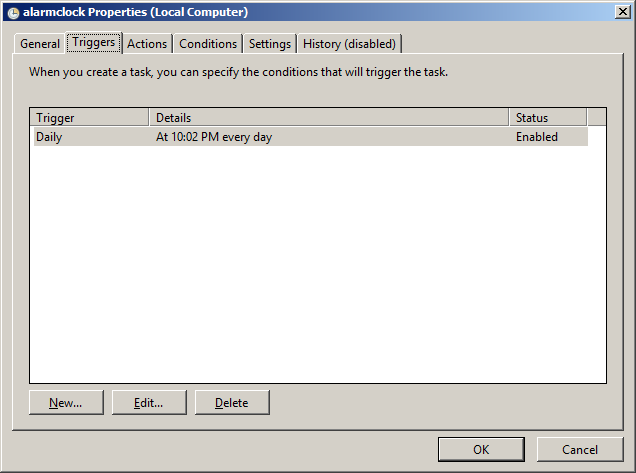 alarmclock Properties (Local Computer)
General Triggers Actions Conditions Settings History (disabled)
When you create a task, you can specify the conditions that will trigger the task.
Trigger Details Status
Daily At 10:02 PM every day Enabled
New... Edit... Delete
OK Cancel